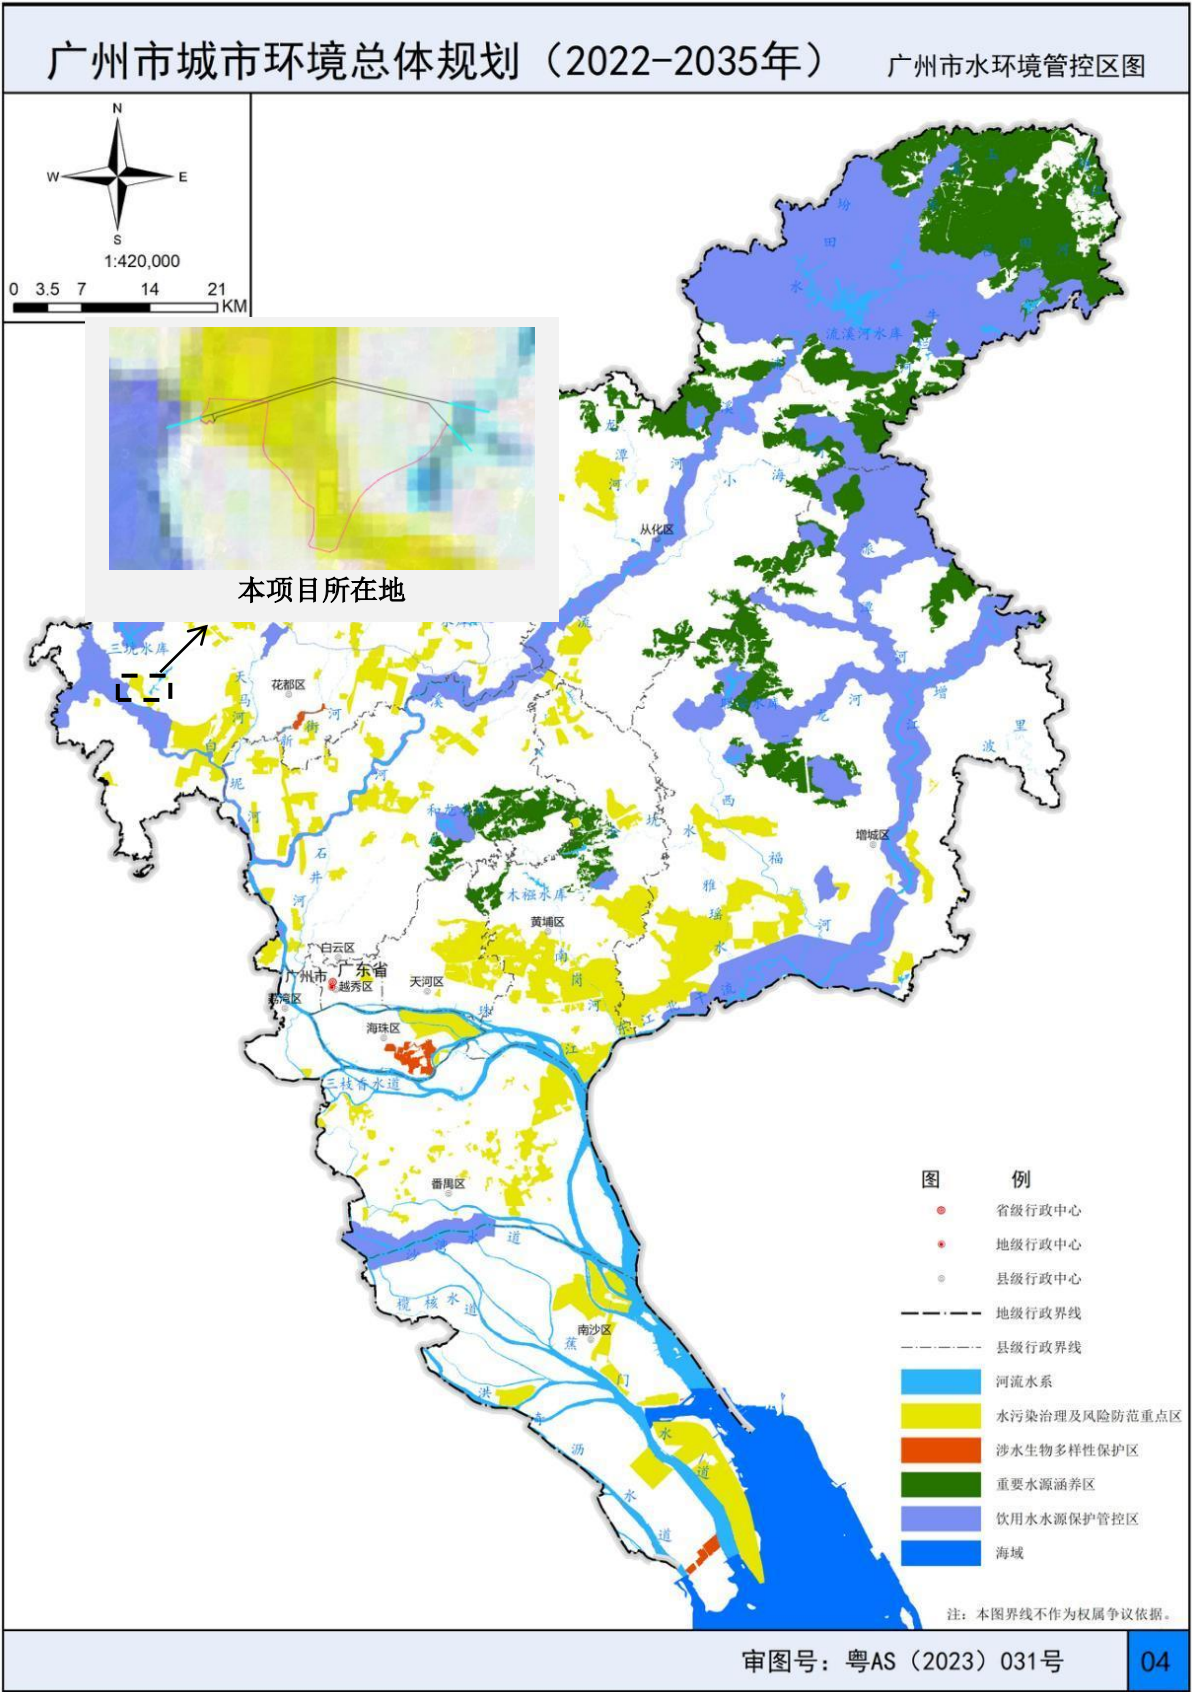 广州市城市环境总体规划（2022-2035年）
广州市水环境管控区图
N
W
E
S
1:420,000
0 3.5 7 14 21 KM
本项目所在地
流溪河水库
从化区
三坑水库
花都区
增城区
木强水库
黄埔区
白云区
广州市
广东省
越秀区
天河区
荔湾区
海珠区
三枝香水道
番禺区
南沙区
图 例
省级行政中心
地级行政中心
县级行政中心
地级行政界线
县级行政界线
河流水系
水污染治理及风险防范重点区
涉水生物多样性保护区
重要水源涵养区
饮用水水源保护管控区
海域
注：本图界线不作为权属争议依据。
审图号：粤AS（2023）031号
04